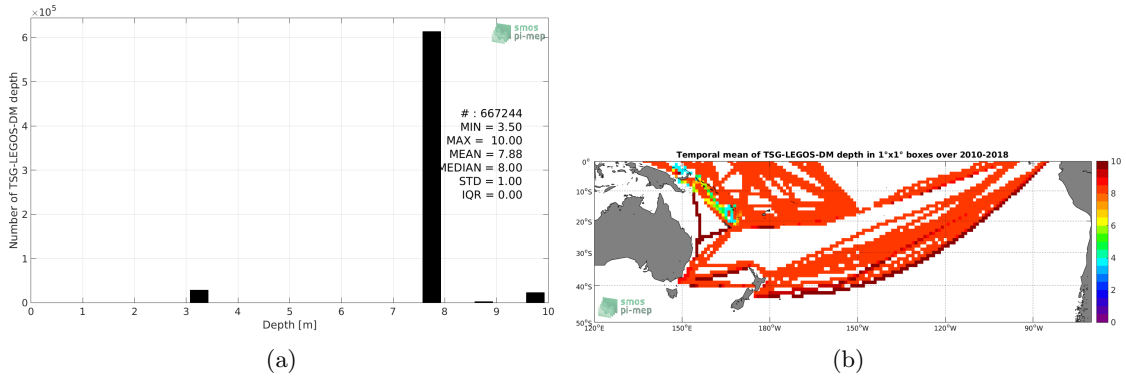 ×10^5
6
5
4
3
2
1
0
0 1 2 3 4 5 6 7 8 9 10
Number of TSG-LEGOS-DM depth
Depth [m]
smos
pi-mep
# : 667244
MIN = 3.50
MAX = 10.00
MEAN = 7.88
MEDIAN = 8.00
STD = 1.00
IQR = 0.00
(a)
Temporal mean of TSG-LEGOS-DM depth in 1°x1° boxes over 2010-2018
0°
10°S
20°S
30°S
40°S
50°S
120°E 150°E 180°W 150°W 120°W 90°W
smos
pi-mep
10
8
6
4
2
0
(b)